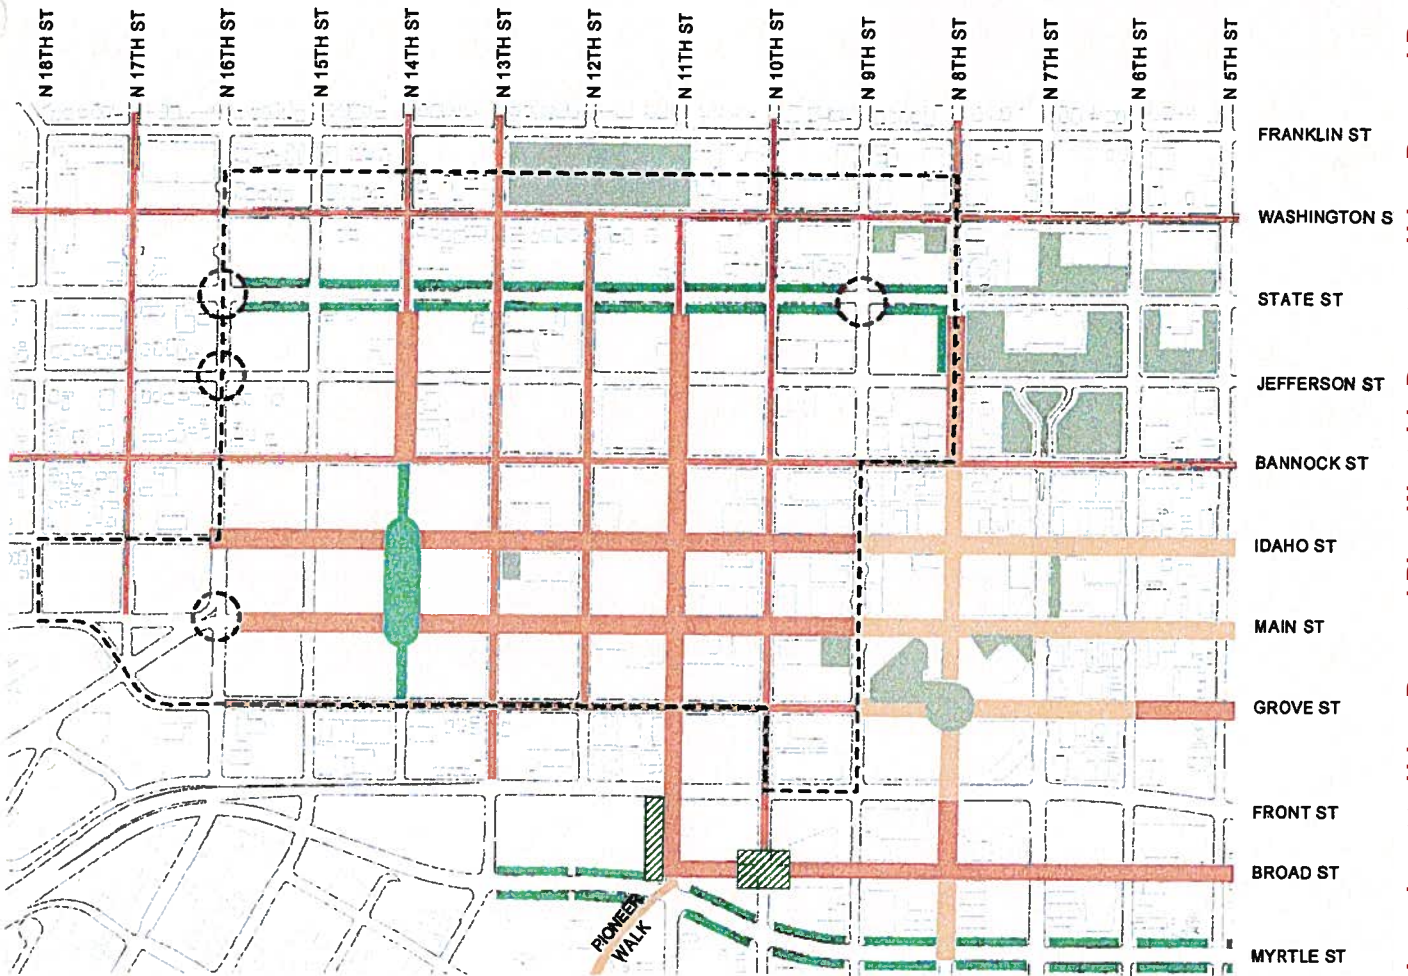 N 18TH ST
N 17TH ST
N 16TH ST
N 15TH ST
N 14TH ST
N 13TH ST
N 12TH ST
N 11TH ST
N 10TH ST
N 9TH ST
N 8TH ST
N 7TH ST
N 6TH ST
N 5TH ST
FRANKLIN ST
WASHINGTON S
STATE ST
JEFFERSON ST
BANNOCK ST
IDAHO ST
MAIN ST
GROVE ST
FRONT ST
BROAD ST
PIONEER
WALK
MYRTLE ST